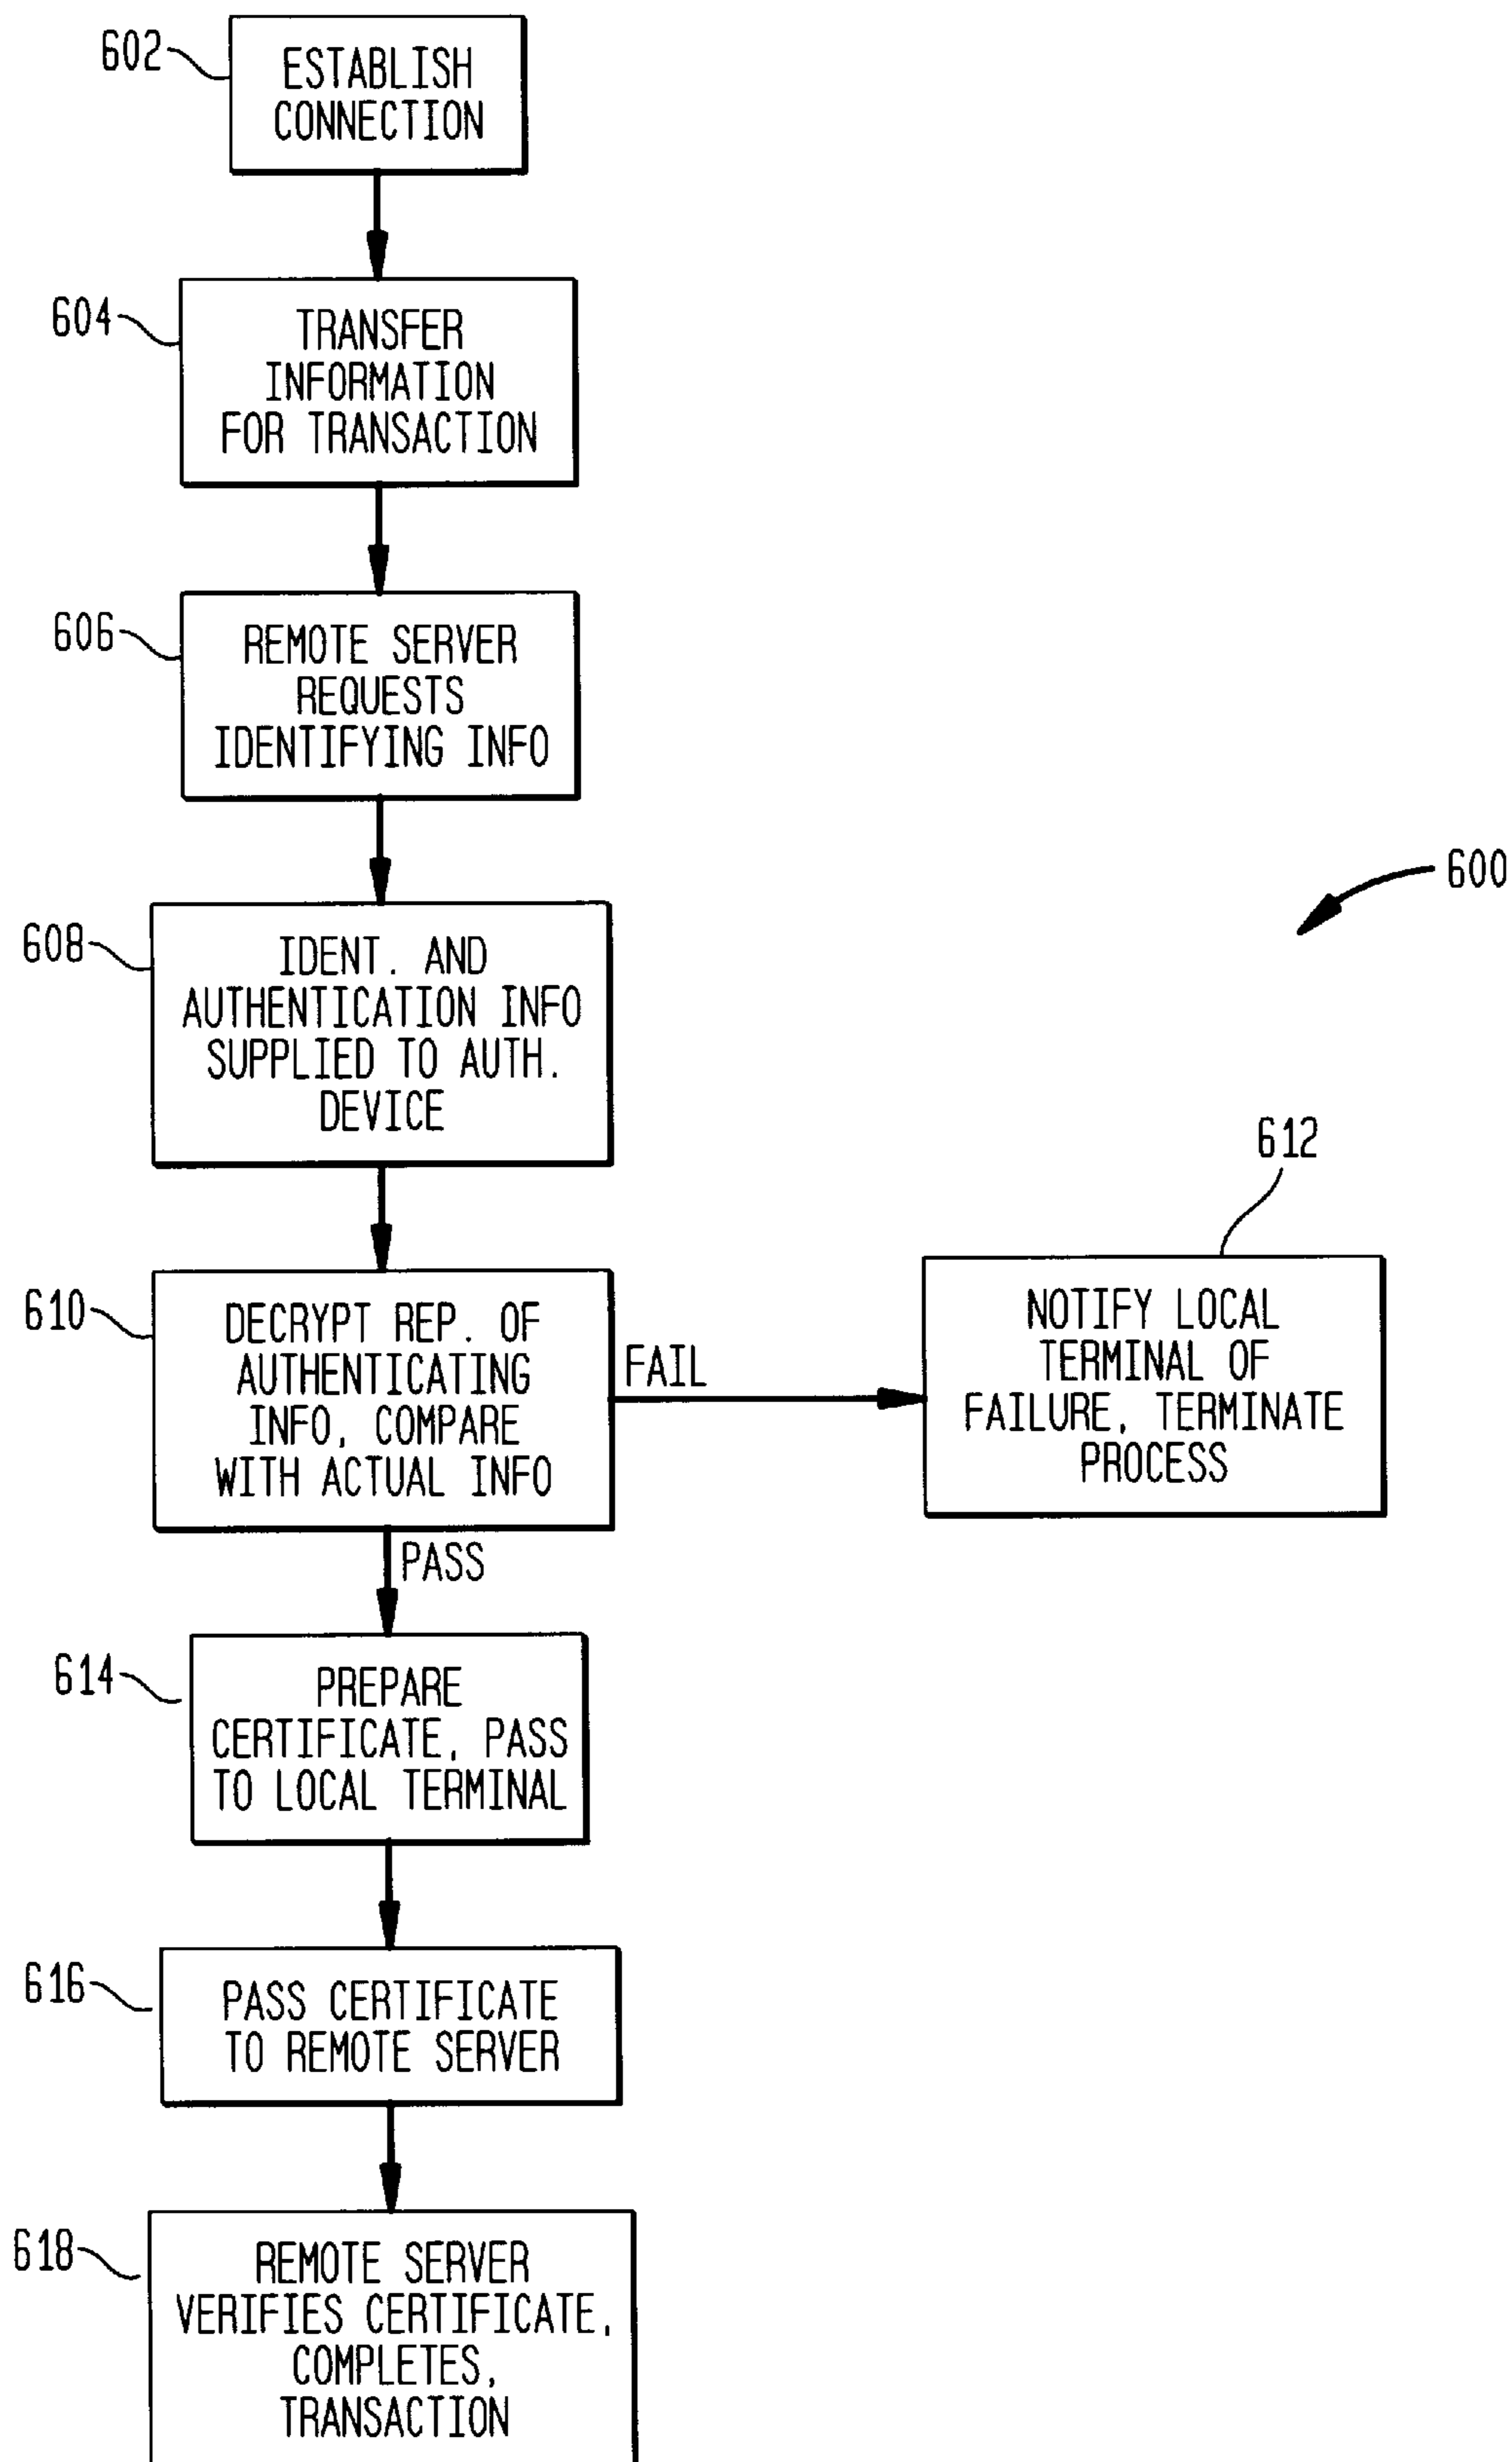 602
ESTABLISH
CONNECTION
604
TRANSFER
INFORMATION
FOR TRANSACTION
606
REMOTE SERVER
REQUESTS
IDENTIFYING INFO
600
608
IDENT. AND
AUTHENTICATION INFO
SUPPLIED TO AUTH.
DEVICE
610
DECRYPT REP. OF
AUTHENTICATING
INFO, COMPARE
WITH ACTUAL INFO
FAIL
612
NOTIFY LOCAL
TERMINAL OF
FAILURE, TERMINATE
PROCESS
PASS
614
PREPARE
CERTIFICATE, PASS
TO LOCAL TERMINAL
616
PASS CERTIFICATE
TO REMOTE SERVER
618
REMOTE SERVER
VERIFIES CERTIFICATE,
COMPLETES,
TRANSACTION